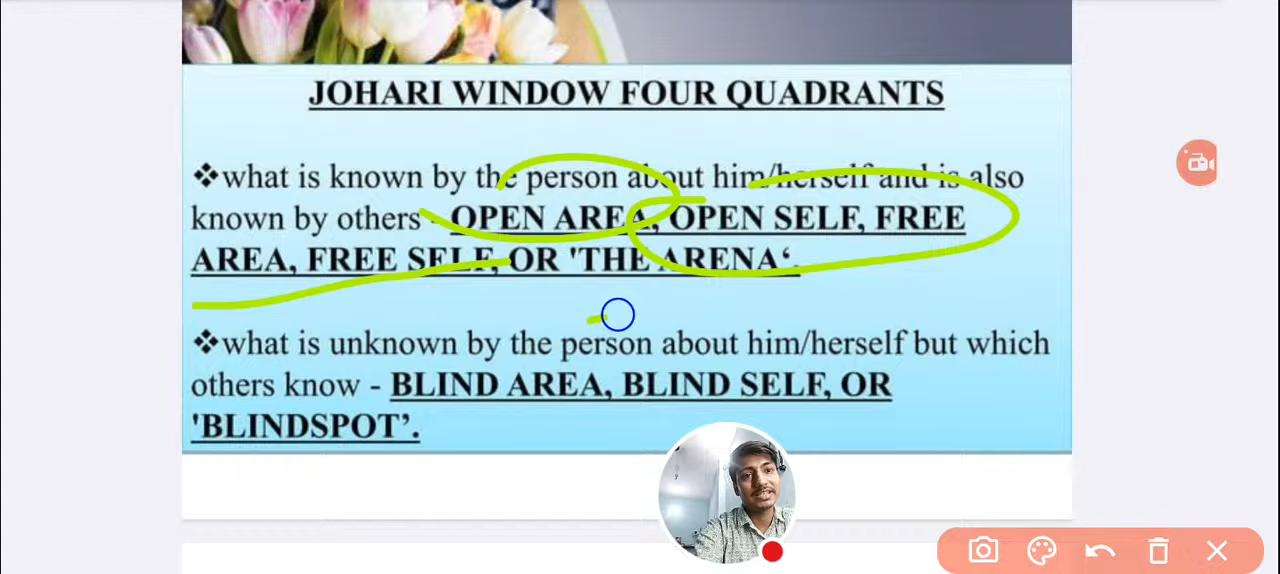 JOHARI WINDOW FOUR QUADRANTS
❖what is known by the person about him/herself and is also
known by others - OPEN AREA, OPEN SELF, FREE
AREA, FREE SELF, OR 'THE ARENA‘.
❖what is unknown by the person about him/herself but which
others know - BLIND AREA, BLIND SELF, OR
'BLINDSPOT’.